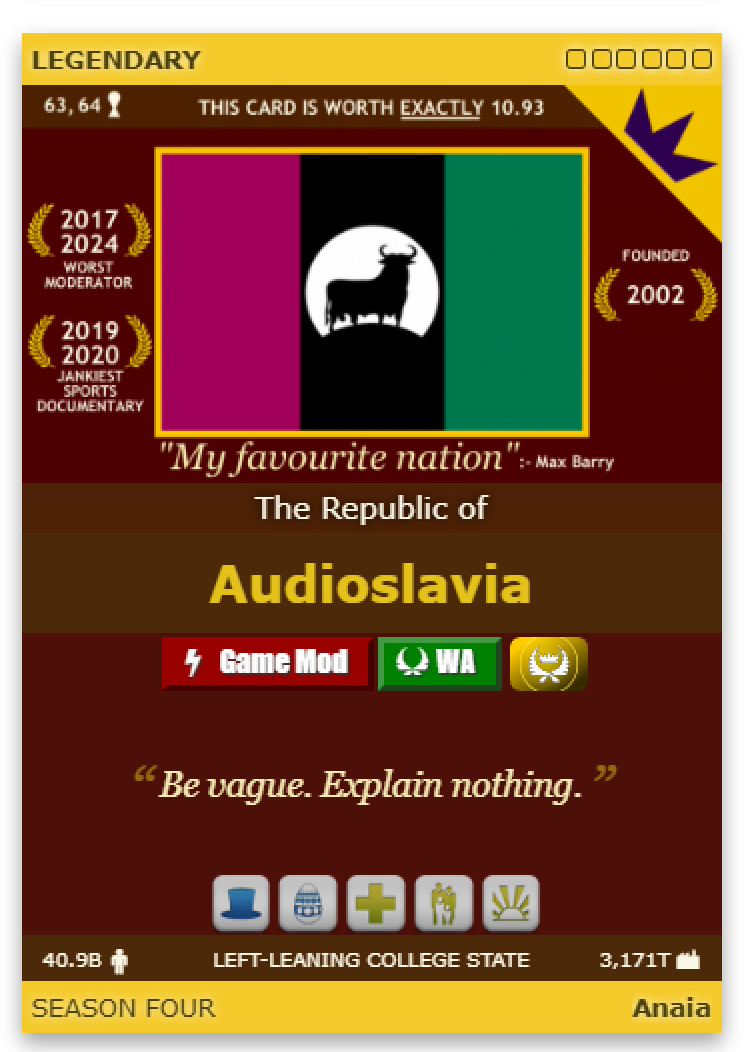 LEGENDARY
63,64
THIS CARD IS WORTH EXACTLY 10.93
2017
2024
WORST
MODERATOR
2019
2020
JANKIEST
SPORTS
DOCUMENTARY
FOUNDED
2002
"My favourite nation":- Max Barry
The Republic of
Audioslavia
Game Mod
WA
“Be vague. Explain nothing.”
40.9B
LEFT-LEANING COLLEGE STATE
3,171T
SEASON FOUR
Anaia